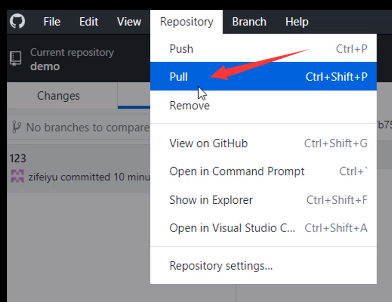 File Edit View Repository Branch Help
Current repository
demo
Push Ctrl+P
Pull Ctrl+Shift+P
Remove
View on GitHub Ctrl+Shift+G
Open in Command Prompt Ctrl+`
Show in Explorer Ctrl+Shift+F
Open in Visual Studio C... Ctrl+Shift+A
Repository settings...
Changes
No branches to compare
123
zifeiyu committed 10 minu